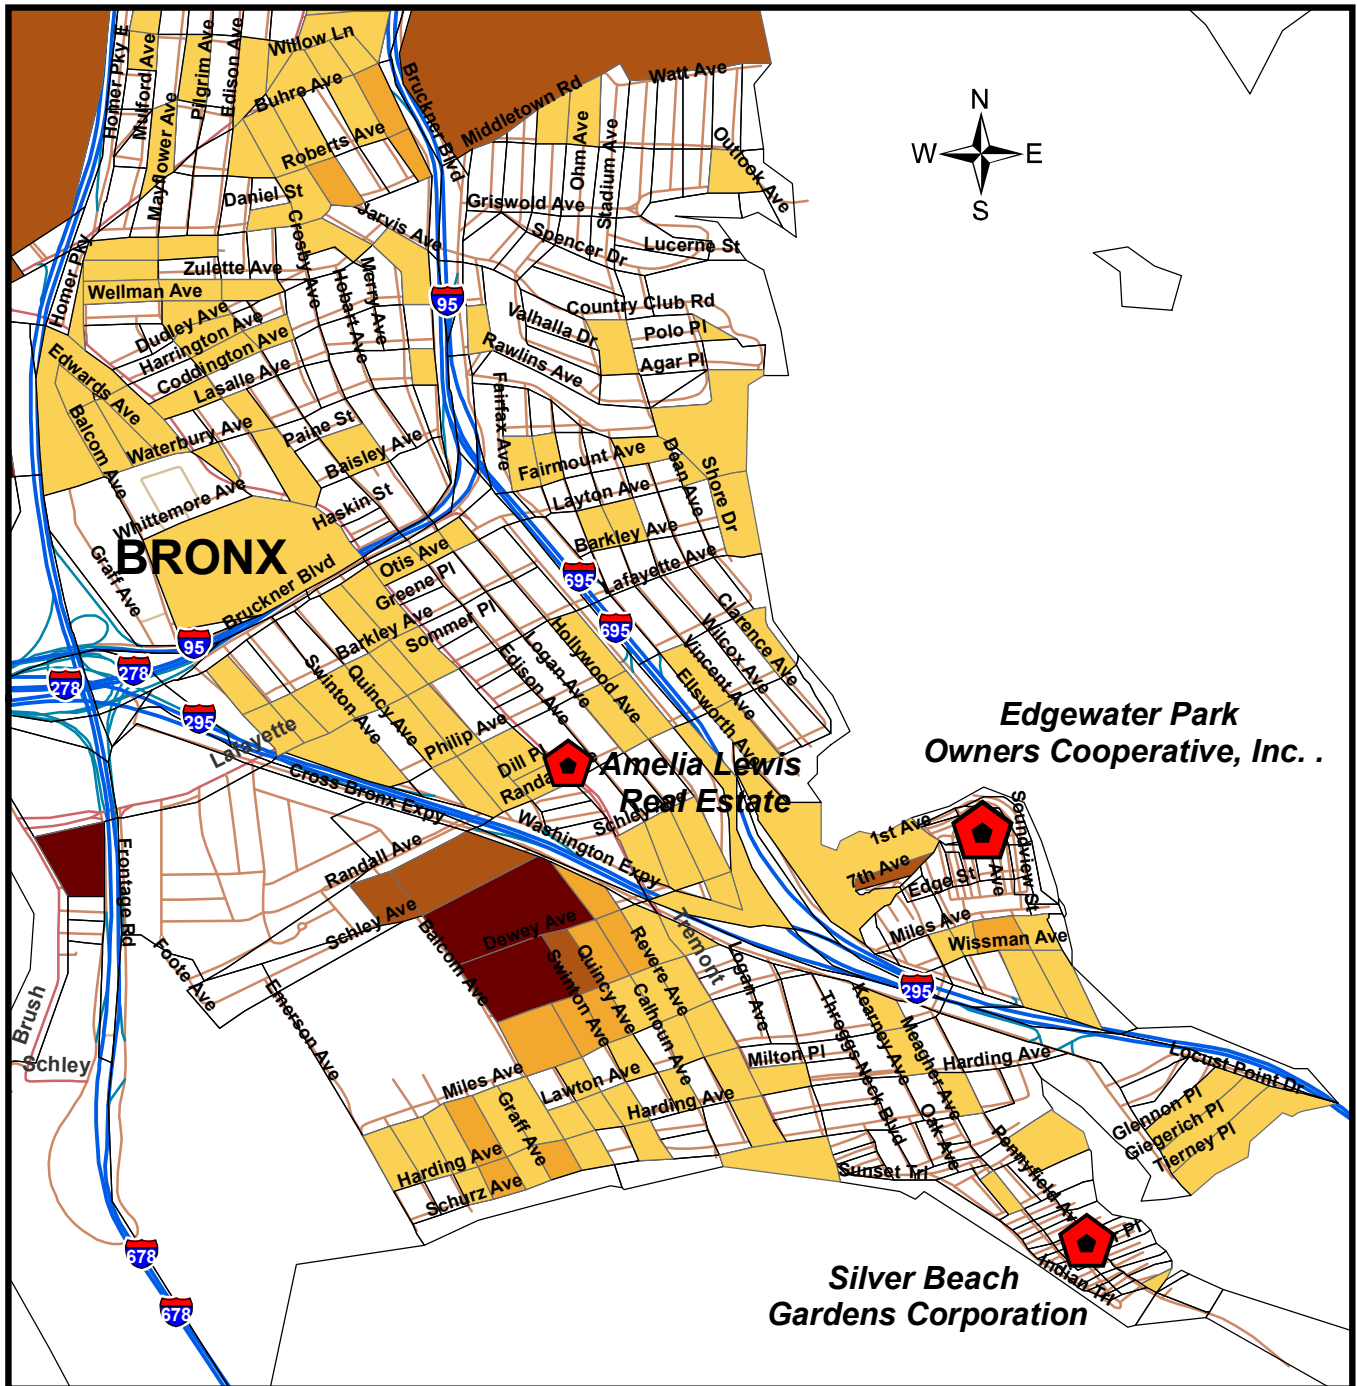 Homer Pky E
Mulford Ave
Mayflower Ave
Pilgrim Ave
Edison Ave
Willow Ln
Buhre Ave
Roberts Ave
Daniel St
Bruckner Blvd
Middletown Rd
Watt Ave
Ohm Ave
Stadium Ave
Outlook Ave
N
W
E
S
Griswold Ave
Jarvis Ave
Spencer Dr
Lucerne St
Homer Pky
Zulette Ave
Crosby Ave
Hobart Ave
Merry Ave
Wellman Ave
95
Country Club Rd
Valhalla Dr
Polo Pl
Rawlins Ave
Agar Pl
Dudley Ave
Harrington Ave
Coddington Ave
Lasalle Ave
Edwards Ave
Balcom Ave
Waterbury Ave
Paine St
Baisley Ave
Fairfax Ave
Fairmount Ave
Dean Ave
Shore Dr
Whittemore Ave
Haskin St
Layton Ave
Barkley Ave
BRONX
Graff Ave
Bruckner Blvd
Otis Ave
Greene Pl
Barkley Ave
Sommer Pl
695
Lafayette Ave
695
Clarence Ave
Wilcox Ave
Vincent Ave
Ellsworth Ave
Hollywood Ave
Logan Ave
Edison Ave
95
278
278
295
Swinton Ave
Quincy Ave
Lafayette
Philip Ave
Dill Pl
Cross Bronx Expy
Amelia Lewis
Real Estate
Edgewater Park
Owners Cooperative, Inc. .
Washington Expy
Frontage Rd
Randall Ave
Schley Ave
1st Ave
7th Ave
Edge St
Ave
Soundview St
Miles Ave
Wissman Ave
Balcom Ave
Dewey Ave
Swinton Ave
Quincy Ave
Revere Ave
Tremont
Calhoun Ave
Logan Ave
295
Foote Ave
Emerson Ave
Brush
Schley
Throggs Neck Blvd
Kearney Ave
Meagher Ave
Milton Pl
Harding Ave
Locust Point Dr
Miles Ave
Lawton Ave
Harding Ave
Graff Ave
Oak Ave
Glennon Pl
Giegerich Pl
Tierney Pl
Harding Ave
Schurz Ave
Sunset Trl
Pennyfield Ave
Pl
Indian Trl
678
678
Silver Beach
Gardens Corporation